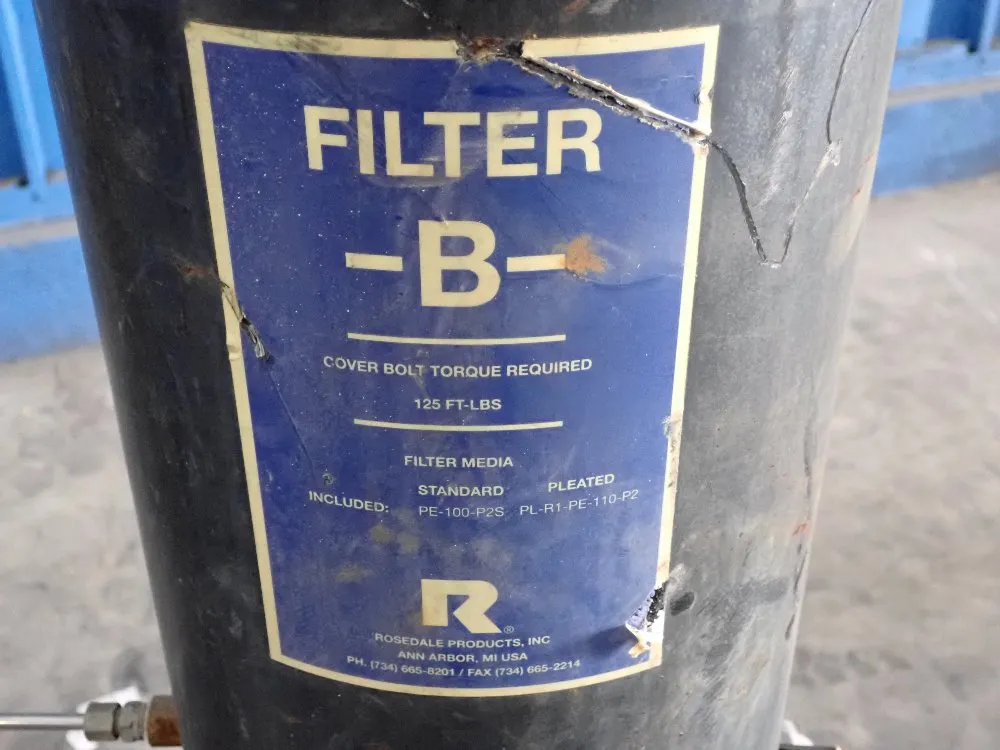 FILTER
-B-
COVER BOLT TORQUE REQUIRED
125 FT-LBS
FILTER MEDIA
STANDARD PLEATED
INCLUDED: PE-100-P2S PL-R1-PE-110-P2
R®
ROSEDALE PRODUCTS, INC
ANN ARBOR, MI USA
PH. (734) 665-8201 / FAX (734) 665-2214